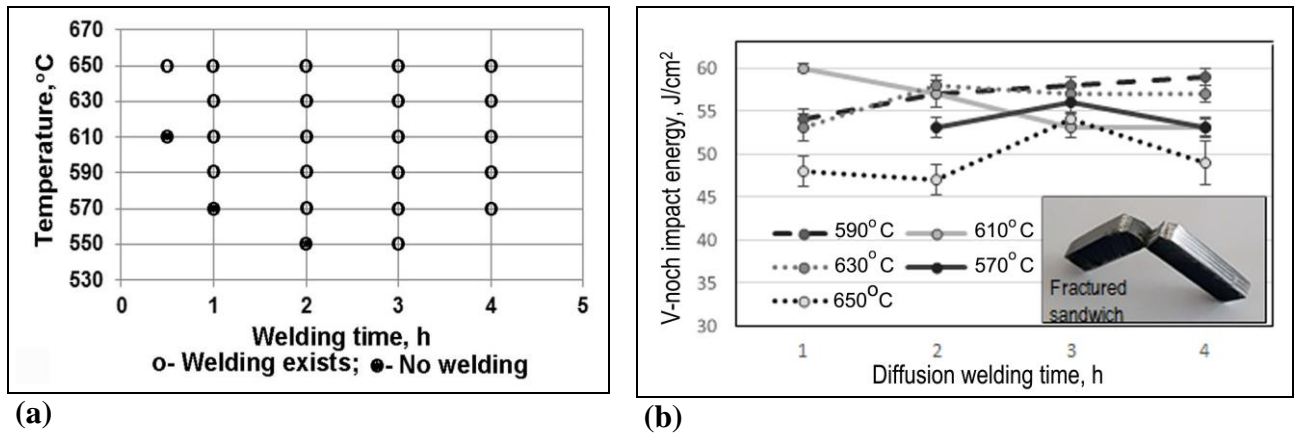 670
650
630
610
590
570
550
530
Temperature,°C
0 1 2 3 4 5
Welding time, h
o- Welding exists; ●- No welding
(a)
60
55
50
45
40
35
30
V-noch impact energy, J/cm²
590°C 610°C
630°C 570°C
650°C
Fractured
sandwich
1 2 3 4
Diffusion welding time, h
(b)